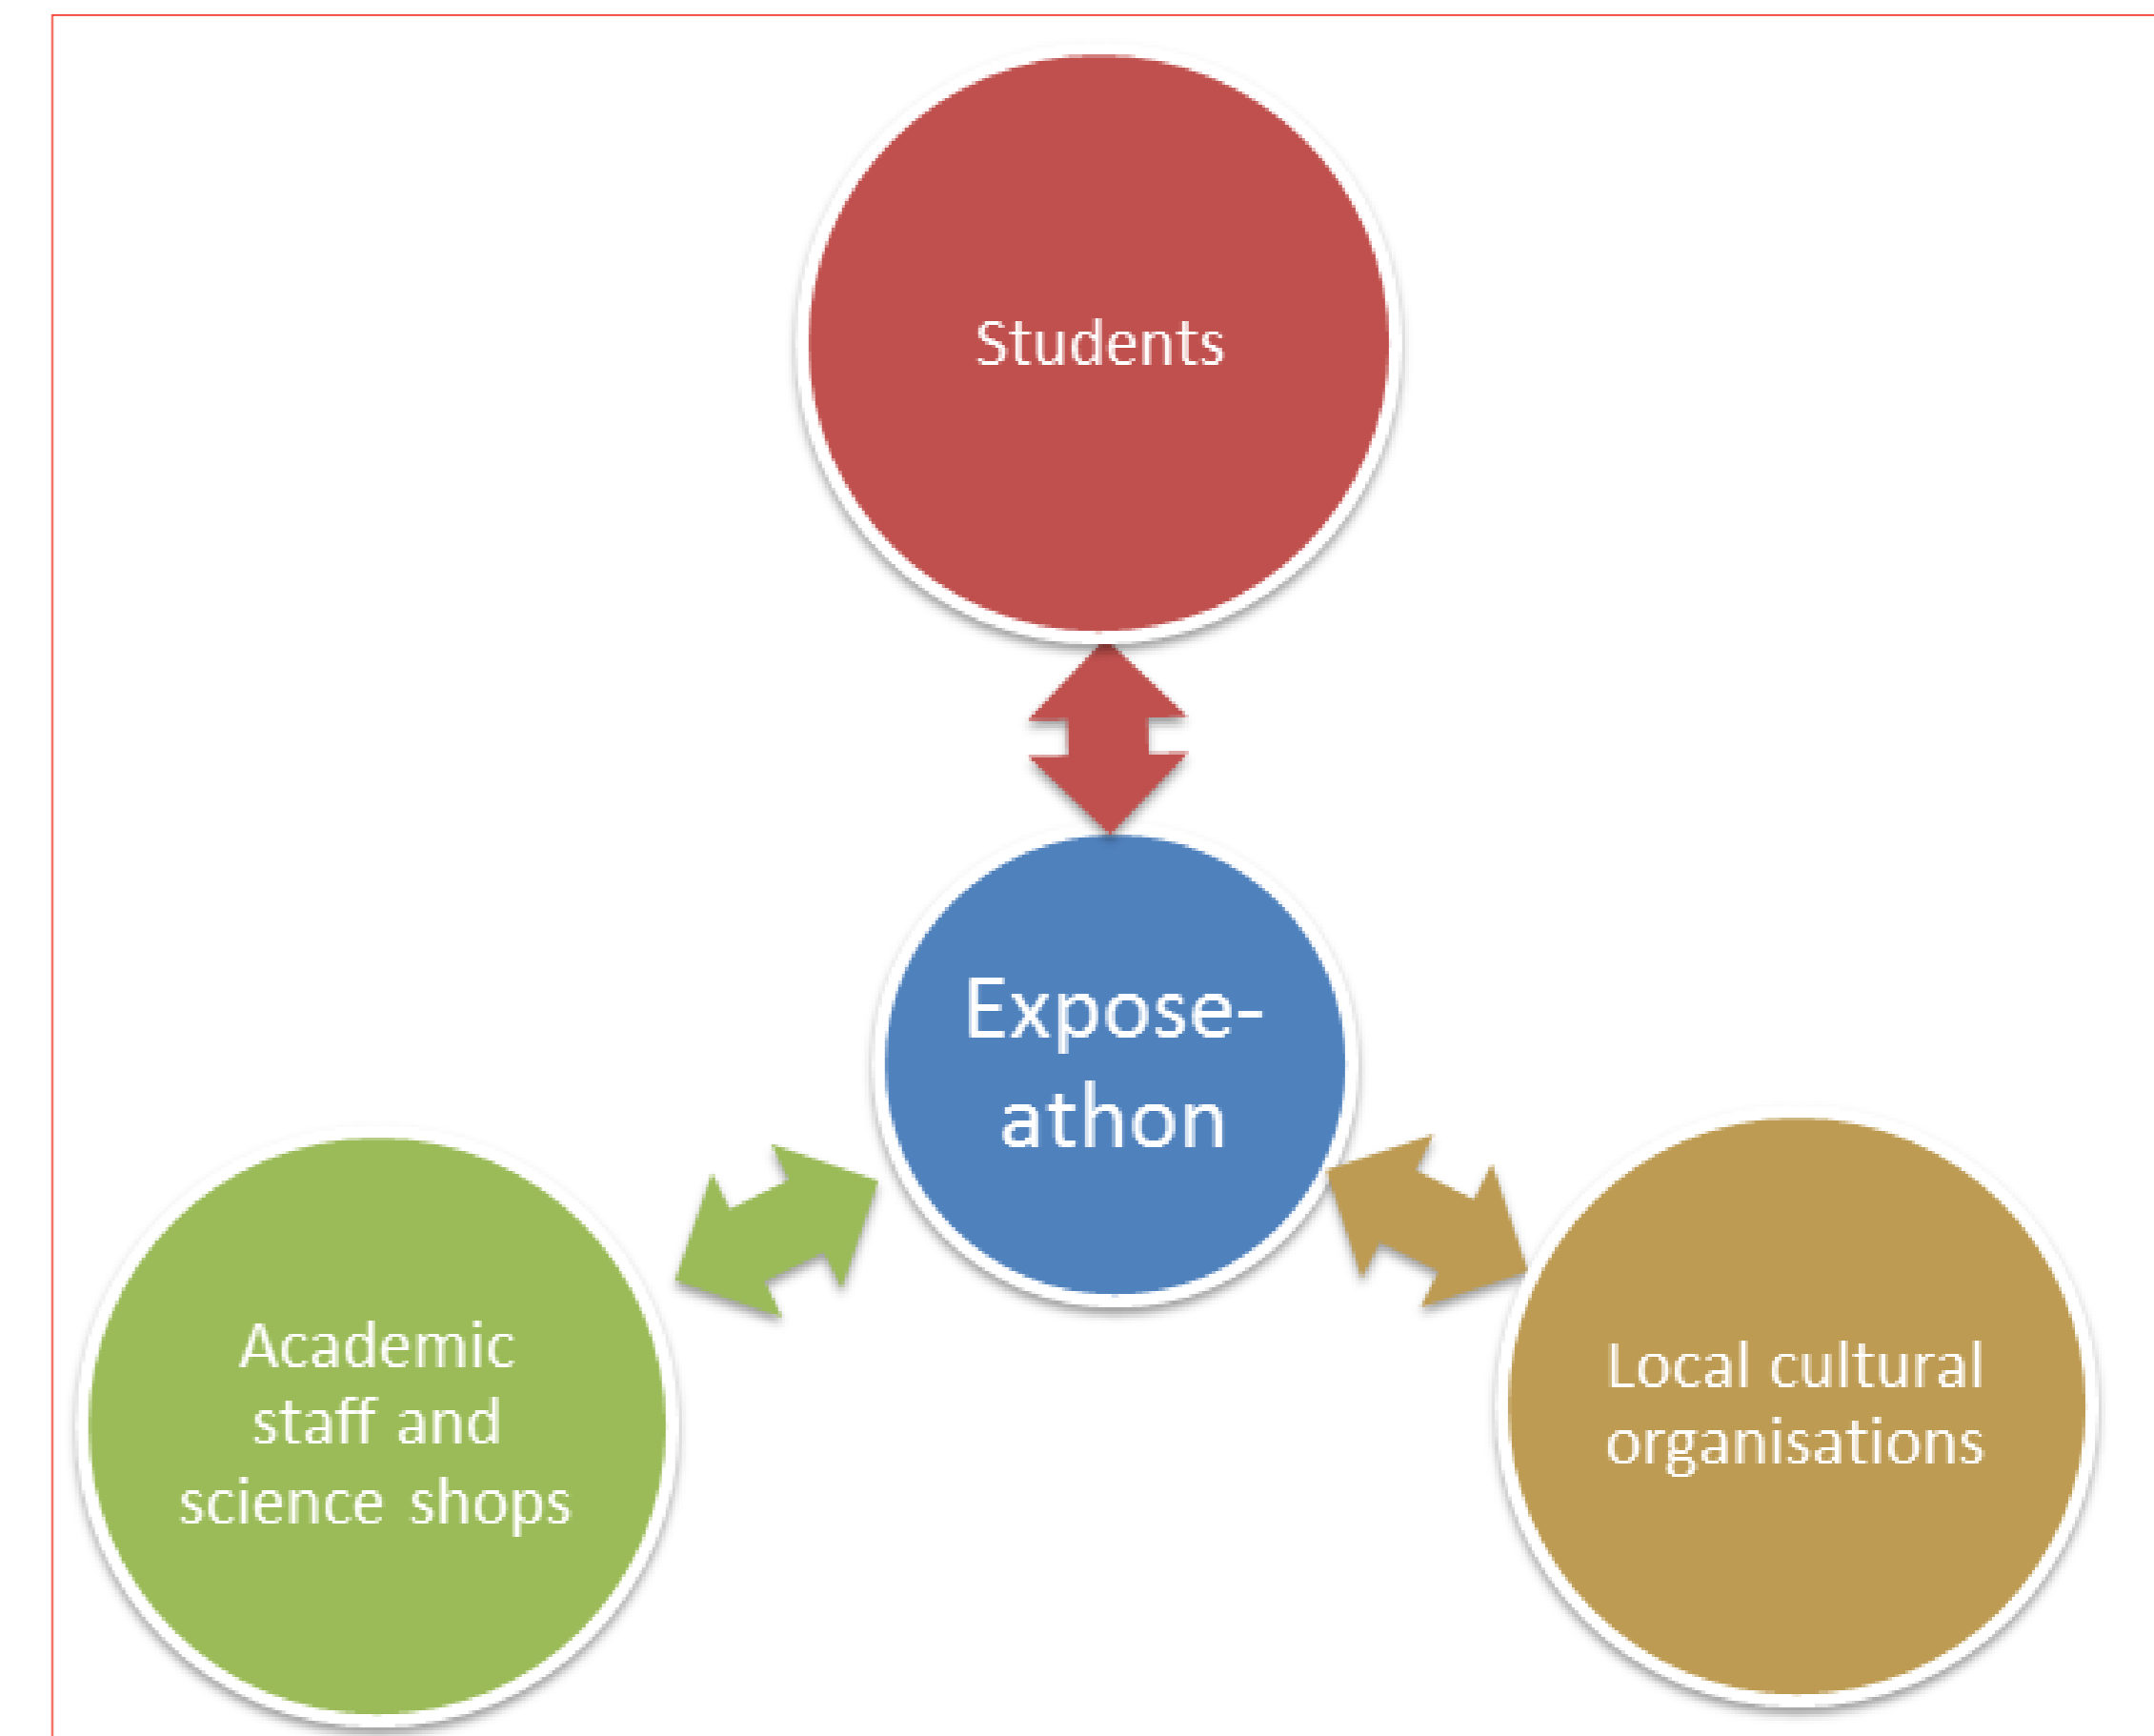 Students
Expose-
athon
Academic
staff and
science shops
Local cultural
organisations